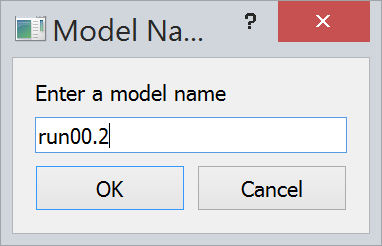 Model Na...
?
Enter a model name
run00.2
OK
Cancel